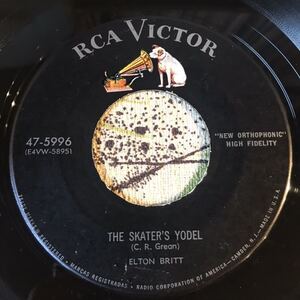 RCA VICTOR
47-5996
(E4VW-5895)
"NEW ORTHOPHONIC"
HIGH FIDELITY
THE SKATER'S YODEL
(C. R. Grean)
ELTON BRITT
MARCAS REGISTRADAS • RADIO CORPORATION OF AMERICA — CAMDEN, N.J. — MADE IN U.S.A.